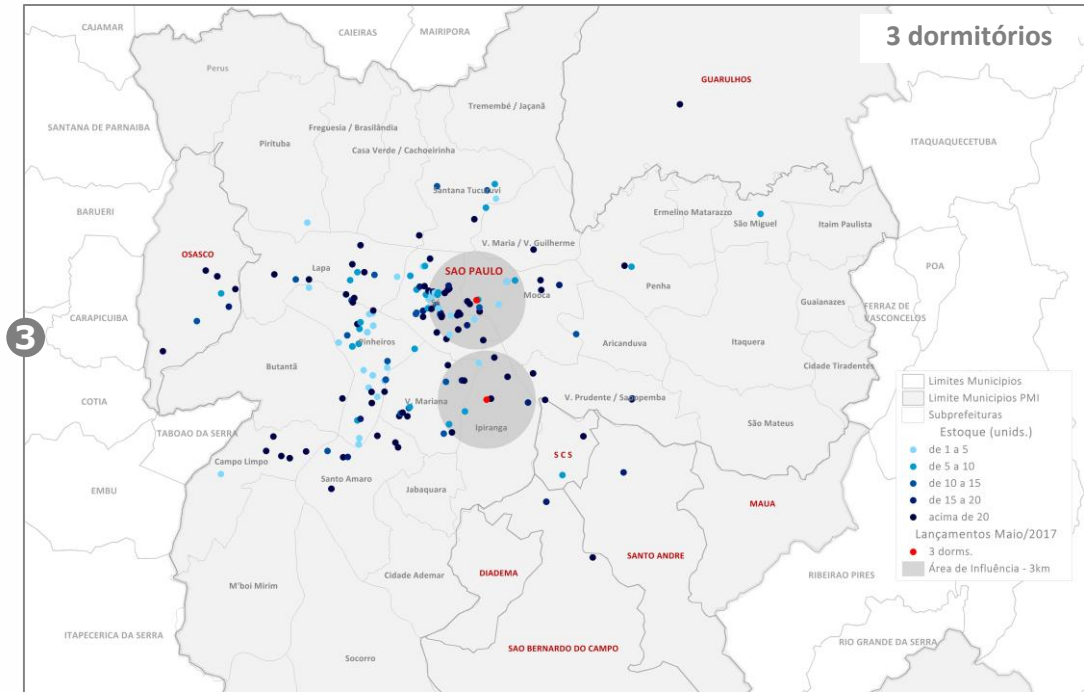 3 dormitórios
CAJAMAR
CAIEIRAS
MAIRIPORA
Perus
GUARULHOS
Tremembé / Jaçanã
SANTANA DE PARNAIBA
Freguesia / Brasilândia
Pirituba
Casa Verde / Cachoeirinha
ITAQUAQUECETUBA
Santana Tucuruvi
Ermelino Matarazzo
São Miguel
Itaim Paulista
BARUERI
V. Maria / V. Guilherme
OSASCO
Lapa
SAO PAULO
POA
Penha
Mooca
Sé
Guaianazes
FERRAZ DE
VASCONCELOS
CARAPICUIBA
3
Pinheiros
Aricanduva
Itaquera
Butantã
Cidade Tiradentes
COTIA
V. Mariana
V. Prudente / Sapopemba
TABOAO DA SERRA
Ipiranga
São Mateus
Campo Limpo
S C S
Santo Amaro
Jabaquara
EMBU
MAUA
SANTO ANDRE
Cidade Ademar
DIADEMA
RIBEIRAO PIRES
M'boi Mirim
ITAPECERICA DA SERRA
SAO BERNARDO DO CAMPO
RIO GRANDE DA SERRA
Socorro
Limites Municipios
Limite Municipios PMI
Subprefeituras
Estoque (unids.)
de 1 a 5
de 5 a 10
de 10 a 15
de 15 a 20
acima de 20
Lançamentos Maio/2017
3 dorms.
Área de Influência - 3km